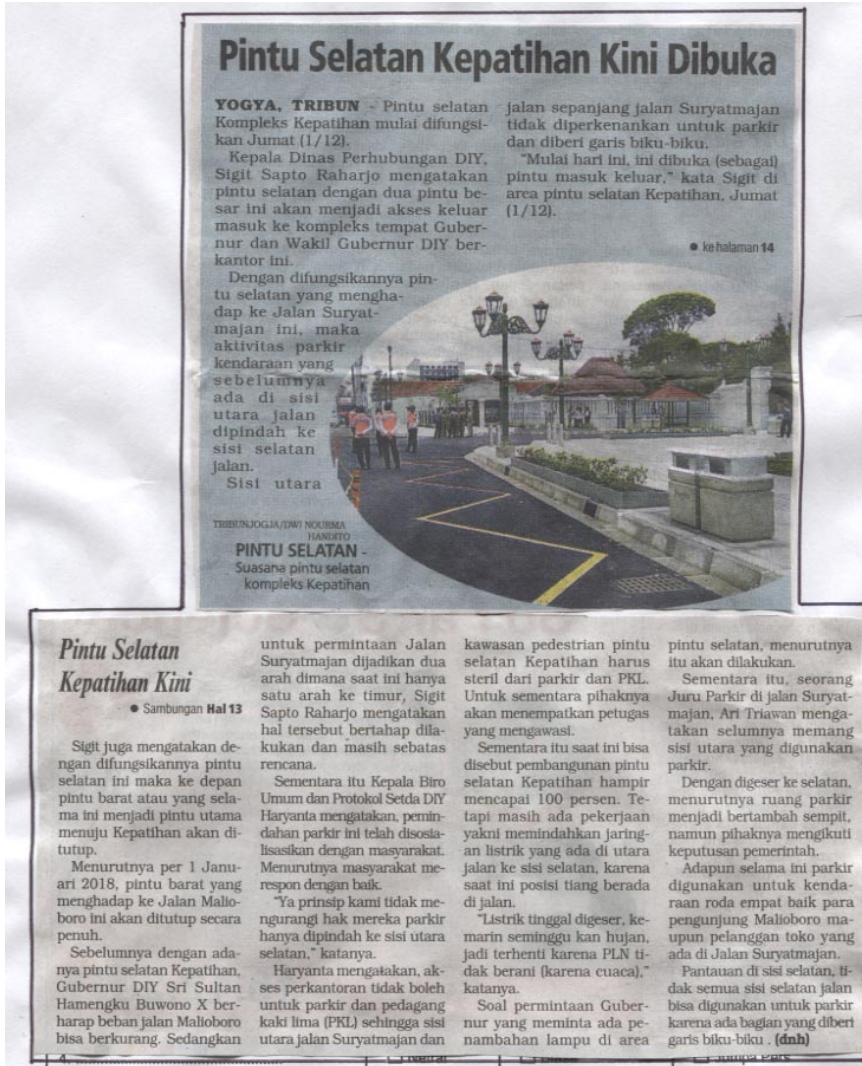 Pintu Selatan Kepatihan Kini Dibuka
YOGYA, TRIBUN - Pintu selatan
Kompleks Kepatihan mulai difungsi-
kan Jumat (1/12).
Kepala Dinas Perhubungan DIY,
Sigit Sapto Raharjo mengatakan
pintu selatan dengan dua pintu be-
sar ini akan menjadi akses keluar
masuk ke kompleks tempat Guber-
nur dan Wakil Gubernur DIY ber-
kantor ini.
Dengan difungsikannya pin-
tu selatan yang mengha-
dap ke Jalan Suryat-
majan ini, maka
aktivitas parkir
kendaraan yang
sebelumnya
ada di sisi
utara jalan
dipindah ke
sisi selatan
jalan.
Sisi utara
jalan sepanjang jalan Suryatmajan
tidak diperkenankan untuk parkir
dan diberi garis biku-biku.
"Mulai hari ini, ini dibuka (sebagai)
pintu masuk keluar," kata Sigit di
area pintu selatan Kepatihan, Jumat
(1/12).
● ke halaman 14
TRIBUNJOGJA/DWI NOURMA
HANDITO
PINTU SELATAN -
Suasana pintu selatan
kompleks Kepatihan
Pintu Selatan
Kepatihan Kini
● Sambungan Hal 13
Sigit juga mengatakan de-
ngan difungsikannya pintu
selatan ini maka ke depan
pintu barat atau yang sela-
ma ini menjadi pintu utama
menuju Kepatihan akan di-
tutup.
Menurutnya per 1 Janu-
ari 2018, pintu barat yang
menghadap ke Jalan Malio-
boro ini akan ditutup secara
penuh.
Sebelumnya dengan ada-
nya pintu selatan Kepatihan,
Gubernur DIY Sri Sultan
Hamengku Buwono X ber-
harap beban jalan Malioboro
bisa berkurang. Sedangkan
untuk permintaan Jalan
Suryatmajan dijadikan dua
arah dimana saat ini hanya
satu arah ke timur, Sigit
Sapto Raharjo mengatakan
hal tersebut bertahap dila-
kukan dan masih sebatas
rencana.
Sementara itu Kepala Biro
Umum dan Protokol Setda DIY
Haryanta mengatakan, pemin-
dahan parkir ini telah disosia-
lisasikan dengan masyarakat.
Menurutnya masyarakat me-
respon dengan baik.
"Ya prinsip kami tidak me-
ngurangi hak mereka parkir
hanya dipindah ke sisi utara
selatan," katanya.
Haryanta mengatakan, ak-
ses perkantoran tidak boleh
untuk parkir dan pedagang
kaki lima (PKL) sehingga sisi
utara jalan Suryatmajan dan
kawasan pedestrian pintu
selatan Kepatihan harus
steril dari parkir dan PKL.
Untuk sementara pihaknya
akan menempatkan petugas
yang mengawasi.
Sementara itu saat ini bisa
disebut pembangunan pintu
selatan Kepatihan hampir
mencapai 100 persen. Te-
tapi masih ada pekerjaan
yakni memindahkan jaring-
an listrik yang ada di utara
jalan ke sisi selatan, karena
saat ini posisi tiang berada
di jalan.
"Listrik tinggal digeser, ke-
marin seminggu kan hujan,
jadi terhenti karena PLN ti-
dak berani (karena cuaca),"
katanya.
Soal permintaan Guber-
nur yang meminta ada pe-
nambahan lampu di area
pintu selatan, menurutnya
itu akan dilakukan.
Sementara itu, seorang
Juru Parkir di jalan Suryat-
majan, Ari Triawan menga-
takan selumnya memang
sisi utara yang digunakan
parkir.
Dengan digeser ke selatan,
menurutnya ruang parkir
menjadi bertambah sempit,
namun pihaknya mengikuti
keputusan pemerintah.
Adapun selama ini parkir
digunakan untuk kenda-
raan roda empat baik para
pengunjung Malioboro ma-
upun pelanggan toko yang
ada di Jalan Suryatmajan.
Pantauan di sisi selatan, ti-
dak semua sisi selatan jalan
bisa digunakan untuk parkir
karena ada bagian yang diberi
garis biku-biku . (dnh)